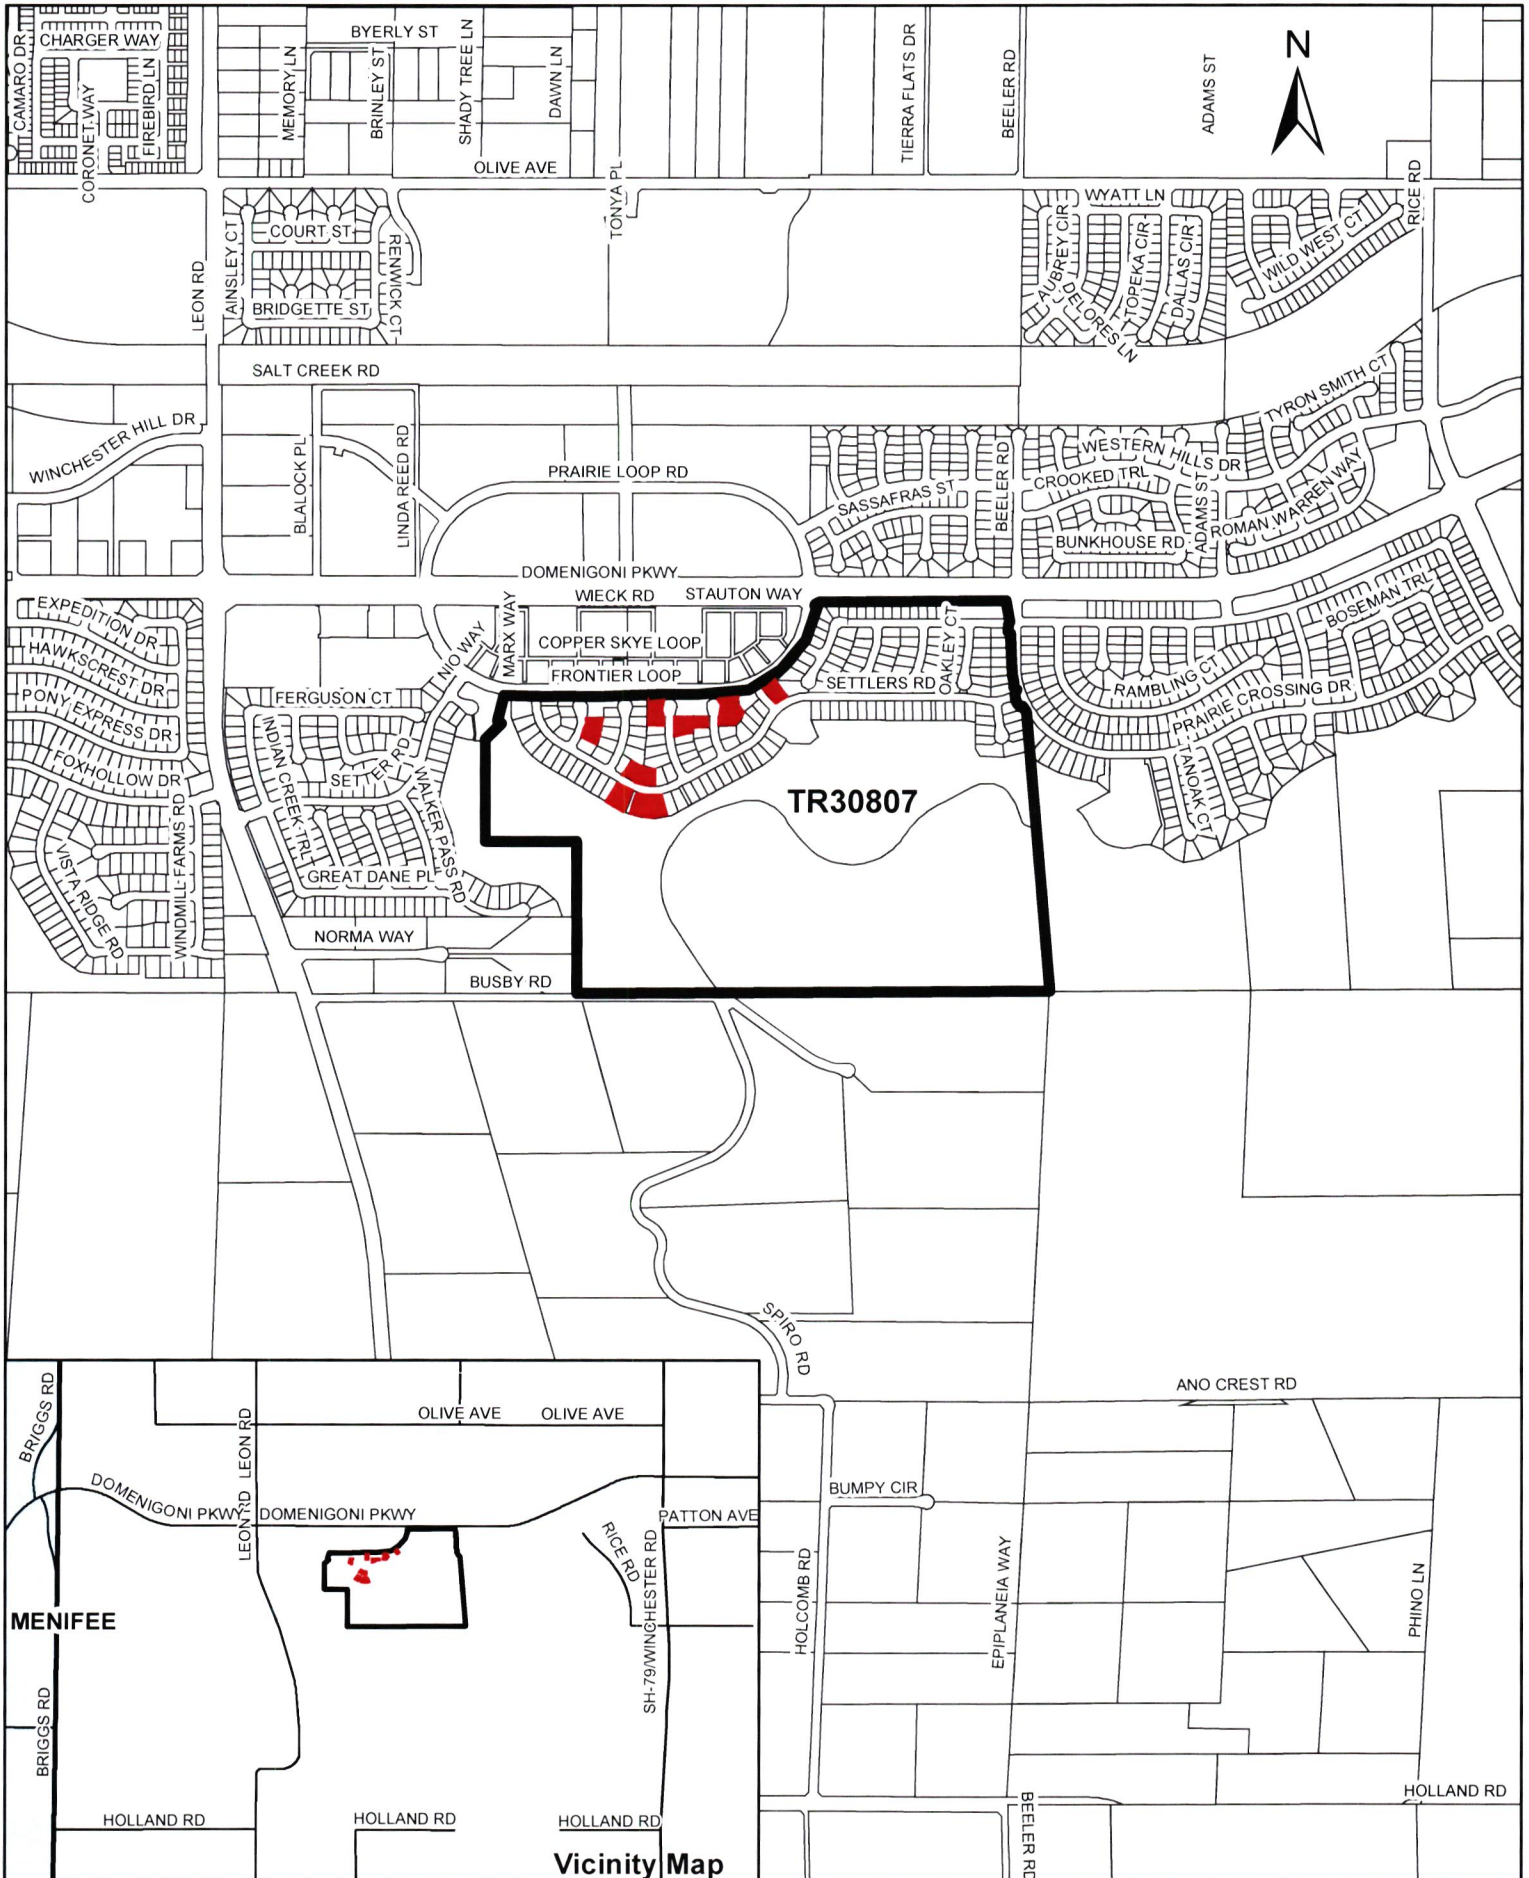 CHARGER WAY
CAMARO DR
CORONET WAY
FIREBIRD LN
MEMORY LN
BYERLY ST
BRINLEY ST
SHADY TREE LN
DAWN LN
TIERRA FLATS DR
BEELER RD
ADAMS ST
N
OLIVE AVE
TONYA PL
RICE RD
WYATT LN
AINSLEY CT
COURT ST
RENWICK CT
LEON RD
BRIDGETTE ST
AUBREY CIR
DELORES LN
TOPEKA CIR
DALLAS CIR
WILD WEST CT
SALT CREEK RD
TYRON SMITH CT
WINCHESTER HILL DR
BLALOCK PL
LINDA REED RD
PRAIRIE LOOP RD
SASSAFRAS ST
BEELER RD
WESTERN HILLS DR
CROOKED TRL
ADAMS ST
ROMAN WARREN WAY
BUNKHOUSE RD
DOMENIGONI PKWY
WIECK RD
STAUTON WAY
EXPEDITION DR
HAWKSCREST DR
PONY EXPRESS DR
FOXHOLLOW DR
MARX WAY
NIO WAY
COPPER SKYE LOOP
FRONTIER LOOP
SETTLERS RD
OAKLEY CT
BOSEMAN TRL
RAMBLING CT
PRAIRIE CROSSING DR
ANOAK CT
FERGUSON CT
INDIAN CREEK TRL
SETTER RD
WALKER PASS RD
GREAT DANE PL
VISTA RIDGE RD
WINDMILL FARMS RD
TR30807
NORMA WAY
BUSBY RD
SPIRO RD
ANO CREST RD
BUMPY CIR
HOLCOMB RD
EPIPLANEIA WAY
PHINO LN
HOLLAND RD
BEELER RD
BRIGGS RD
LEON RD
OLIVE AVE
OLIVE AVE
DOMENIGONI PKWY
DOMENIGONI PKWY
LEON RD
PATTON AVE
RICE RD
SH-79/WINCHESTER RD
MENIFEE
BRIGGS RD
HOLLAND RD
HOLLAND RD
HOLLAND RD
Vicinity Map